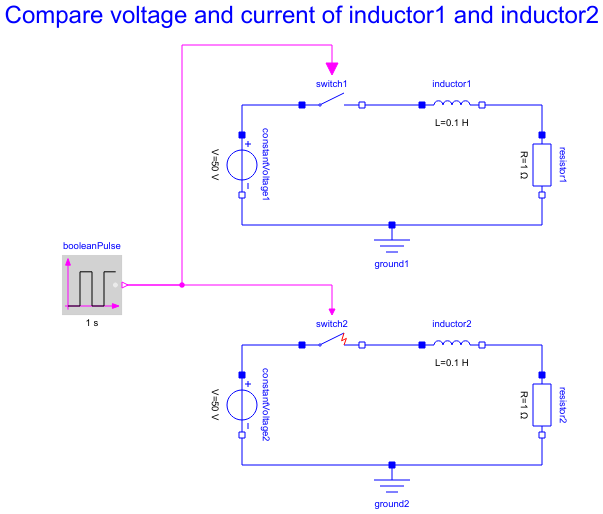 Compare voltage and current of inductor1 and inductor2
switch1
inductor1
L=0.1 H
constantVoltage1
V=50 V
+
−
resistor1
R=1 Ω
ground1
booleanPulse
1 s
switch2
inductor2
L=0.1 H
constantVoltage2
V=50 V
+
−
resistor2
R=1 Ω
ground2